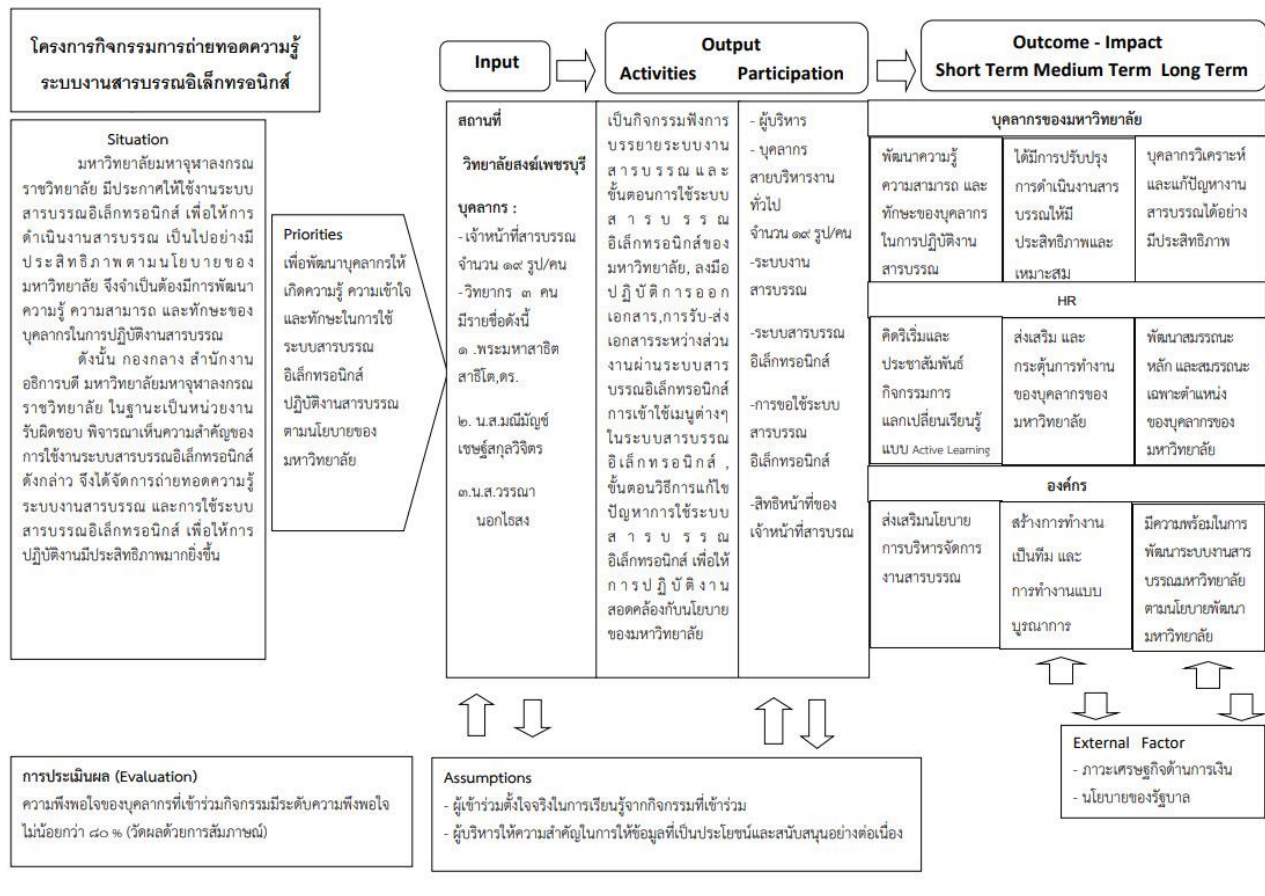 โครงการกิจกรรมการถ่ายทอดความรู้
ระบบงานสารบรรณอิเล็กทรอนิกส์
Situation
มหาวิทยาลัยมหาจุฬาลงกรณ
ราชวิทยาลัย มีประกาศให้ใช้งานระบบ
สารบรรณอิเล็กทรอนิกส์ เพื่อให้การ
ดำเนินงานสารบรรณ เป็นไปอย่างมี
ประสิทธิภาพตามนโยบายของ
มหาวิทยาลัย จึงจำเป็นต้องมีการพัฒนา
ความรู้ ความสามารถ และทักษะของ
บุคลากรในการปฏิบัติงานสารบรรณ
ดังนั้น กองกลาง สำนักงาน
อธิการบดี มหาวิทยาลัยมหาจุฬาลงกรณ
ราชวิทยาลัย ในฐานะเป็นหน่วยงาน
รับผิดชอบ พิจารณาเห็นความสำคัญของ
การใช้งานระบบสารบรรณอิเล็กทรอนิกส์
ดังกล่าว จึงได้จัดการถ่ายทอดความรู้
ระบบงานสารบรรณ และการใช้ระบบ
สารบรรณอิเล็กทรอนิกส์ เพื่อให้การ
ปฏิบัติงานมีประสิทธิภาพมากยิ่งขึ้น
Priorities
เพื่อพัฒนาบุคลากรให้
เกิดความรู้ ความเข้าใจ
และทักษะในการใช้
ระบบสารบรรณ
อิเล็กทรอนิกส์
ปฏิบัติงานสารบรรณ
ตามนโยบายของ
มหาวิทยาลัย
Input
สถานที่
วิทยาลัยสงฆ์เพชรบุรี
บุคลากร :
-เจ้าหน้าที่สารบรรณ
จำนวน ๑๙ รูป/คน
-วิทยากร ๓ คน
มีรายชื่อดังนี้
๑ .พระมหาสาธิต
สาธิโต,ดร.
๒. น.ส.มณีมัญช์
เชษฐ์สกุลวิจิตร
๓.น.ส.วรรณา
นอกไธสง
Output
Activities Participation
เป็นกิจกรรมฟังการ
บรรยายระบบงาน
สารบรรณและ
ขั้นตอนการใช้ระบบ
สารบรรณ
อิเล็กทรอนิกส์ของ
มหาวิทยาลัย, ลงมือ
ปฏิบัติการออก
เอกสาร,การรับ-ส่ง
เอกสารระหว่างส่วน
งานผ่านระบบสาร
บรรณอิเล็กทรอนิกส์
การเข้าใช้เมนูต่างๆ
ในระบบสารบรรณ
อิเล็กทรอนิกส์ ,
ขั้นตอนวิธีการแก้ไข
ปัญหาการใช้ระบบ
สารบรรณ
อิเล็กทรอนิกส์ เพื่อให้
การปฏิบัติงาน
สอดคล้องกับนโยบาย
ของมหาวิทยาลัย
- ผู้บริหาร
- บุคลากร
สายบริหารงาน
ทั่วไป
จำนวน ๑๙ รูป/คน
-ระบบงาน
สารบรรณ
-ระบบสารบรรณ
อิเล็กทรอนิกส์
-การขอใช้ระบบ
สารบรรณ
อิเล็กทรอนิกส์
-สิทธิหน้าที่ของ
เจ้าหน้าที่สารบรณ
Outcome - Impact
Short Term Medium Term Long Term
บุคลากรของมหาวิทยาลัย
พัฒนาความรู้
ความสามารถ และ
ทักษะของบุคลากร
ในการปฏิบัติงาน
สารบรรณ
ได้มีการปรับปรุง
การดำเนินงานสาร
บรรณให้มี
ประสิทธิภาพและ
เหมาะสม
บุคลากรวิเคราะห์
และแก้ปัญหางาน
สารบรรณได้อย่าง
มีประสิทธิภาพ
HR
คิดริเริ่มและ
ประชาสัมพันธ์
กิจกรรมการ
แลกเปลี่ยนเรียนรู้
แบบ Active Learning
ส่งเสริม และ
กระตุ้นการทำงาน
ของบุคลากรของ
มหาวิทยาลัย
พัฒนาสมรรถนะ
หลัก และสมรรถนะ
เฉพาะตำแหน่ง
ของบุคลากรของ
มหาวิทยาลัย
องค์กร
ส่งเสริมนโยบาย
การบริหารจัดการ
งานสารบรรณ
สร้างการทำงาน
เป็นทีม และ
การทำงานแบบ
บูรณาการ
มีความพร้อมในการ
พัฒนาระบบงานสาร
บรรณมหาวิทยาลัย
ตามนโยบายพัฒนา
มหาวิทยาลัย
การประเมินผล (Evaluation)
ความพึงพอใจของบุคลากรที่เข้าร่วมกิจกรรมมีระดับความพึงพอใจ
ไม่น้อยกว่า ๘๐ % (วัดผลด้วยการสัมภาษณ์)
Assumptions
- ผู้เข้าร่วมตั้งใจจริงในการเรียนรู้จากกิจกรรมที่เข้าร่วม
- ผู้บริหารให้ความสำคัญในการให้ข้อมูลที่เป็นประโยชน์และสนับสนุนอย่างต่อเนื่อง
External Factor
- ภาวะเศรษฐกิจด้านการเงิน
- นโยบายของรัฐบาล